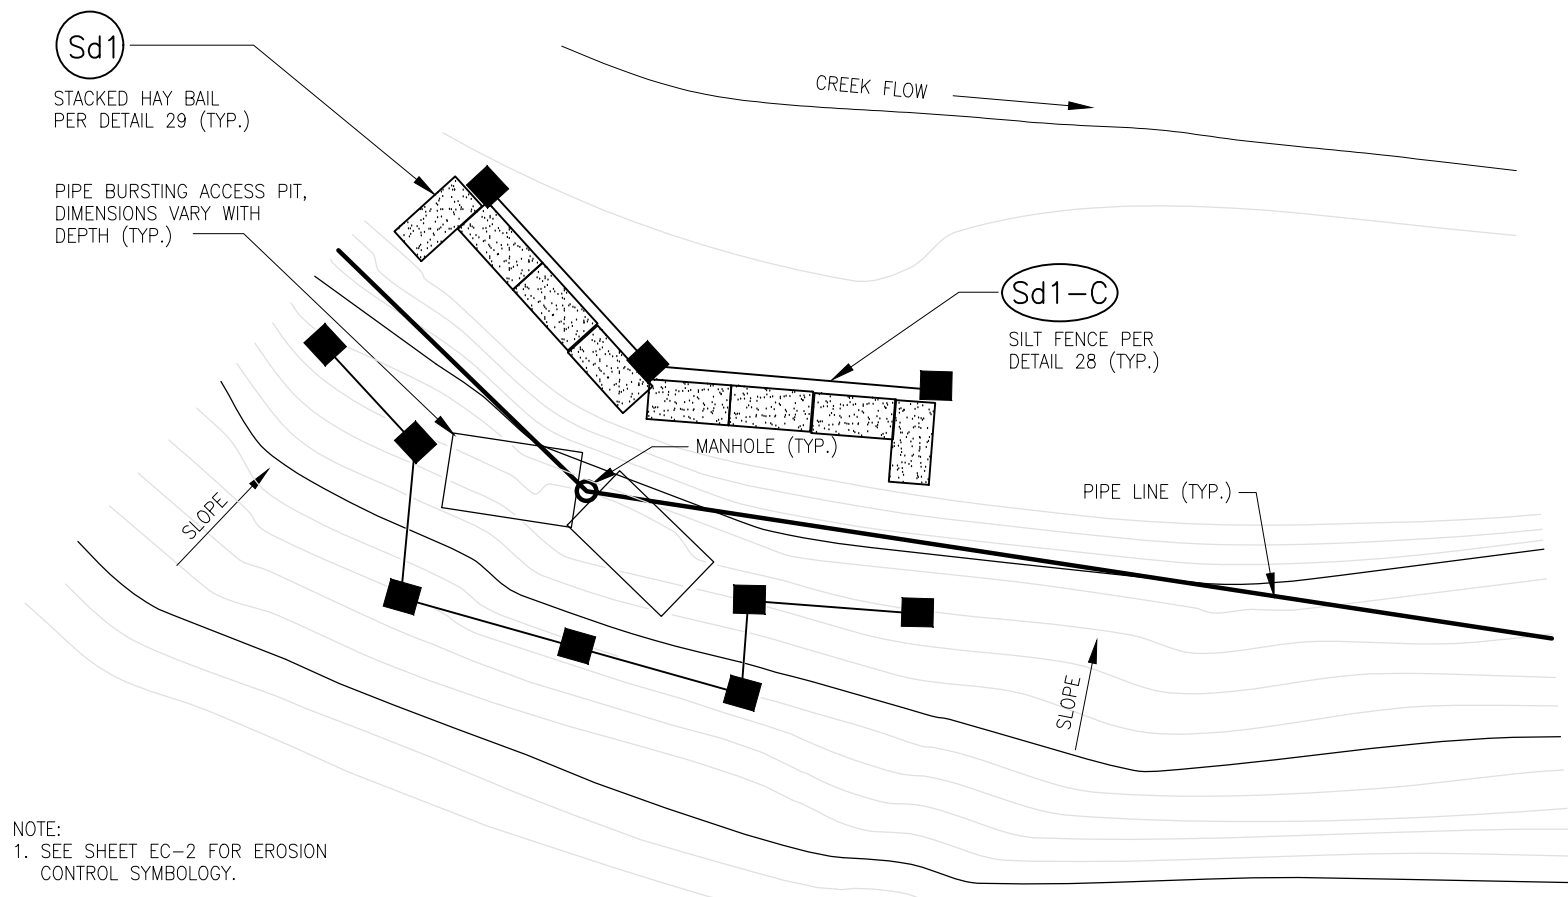 Sd1
STACKED HAY BAIL
PER DETAIL 29 (TYP.)
PIPE BURSTING ACCESS PIT,
DIMENSIONS VARY WITH
DEPTH (TYP.)
CREEK FLOW
Sd1-C
SILT FENCE PER
DETAIL 28 (TYP.)
MANHOLE (TYP.)
PIPE LINE (TYP.)
SLOPE
SLOPE
NOTE:
1. SEE SHEET EC-2 FOR EROSION
CONTROL SYMBOLOGY.